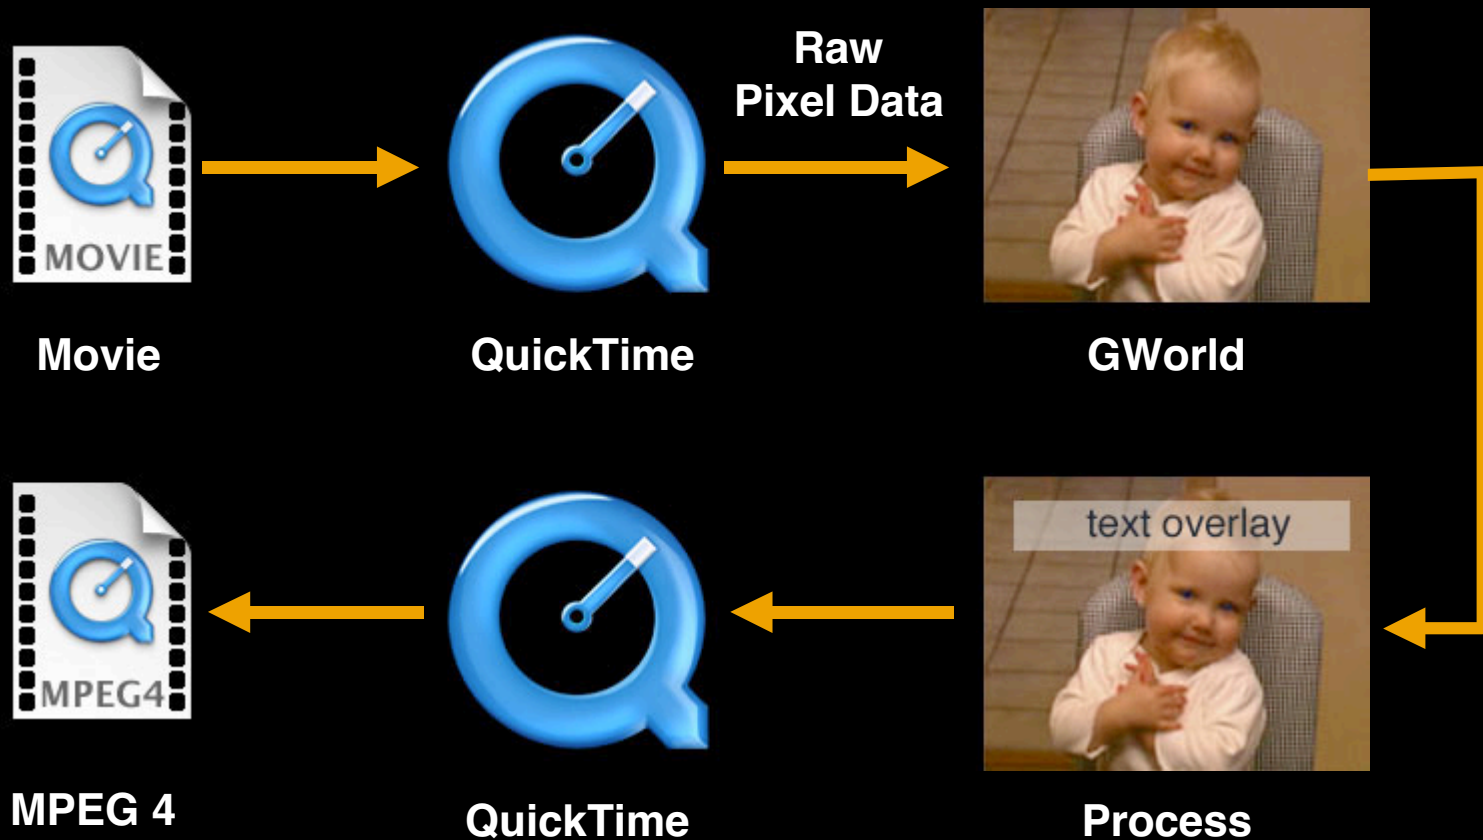 Raw
Pixel Data
MOVIE
Movie
QuickTime
GWorld
text overlay
MPEG4
MPEG 4
QuickTime
Process